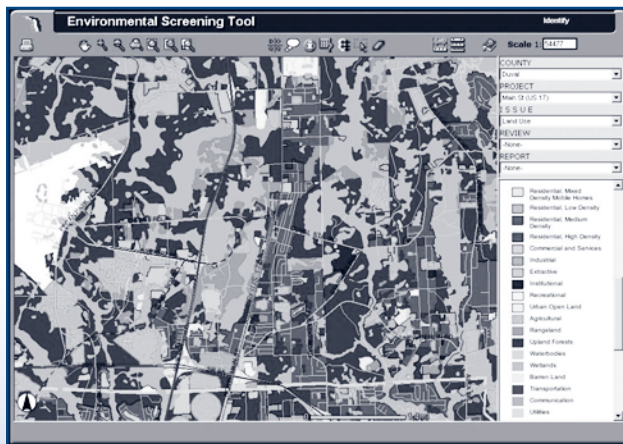 Environmental Screening Tool
Identify
Scale 1: 54477
COUNTY
Duval
PROJECT
Main St (US 17)
ISSUE
Land Use
REVIEW
-None-
REPORT
-None-
Residential, Mixed
Density Mobile Homes
Residential, Low Density
Residential, Medium
Density
Residential, High Density
Commercial and Services
Industrial
Extractive
Institutional
Recreational
Urban Open Land
Agricultural
Rangeland
Upland Forests
Waterbodies
Wetlands
Barren Land
Transportation
Communication
Utilities